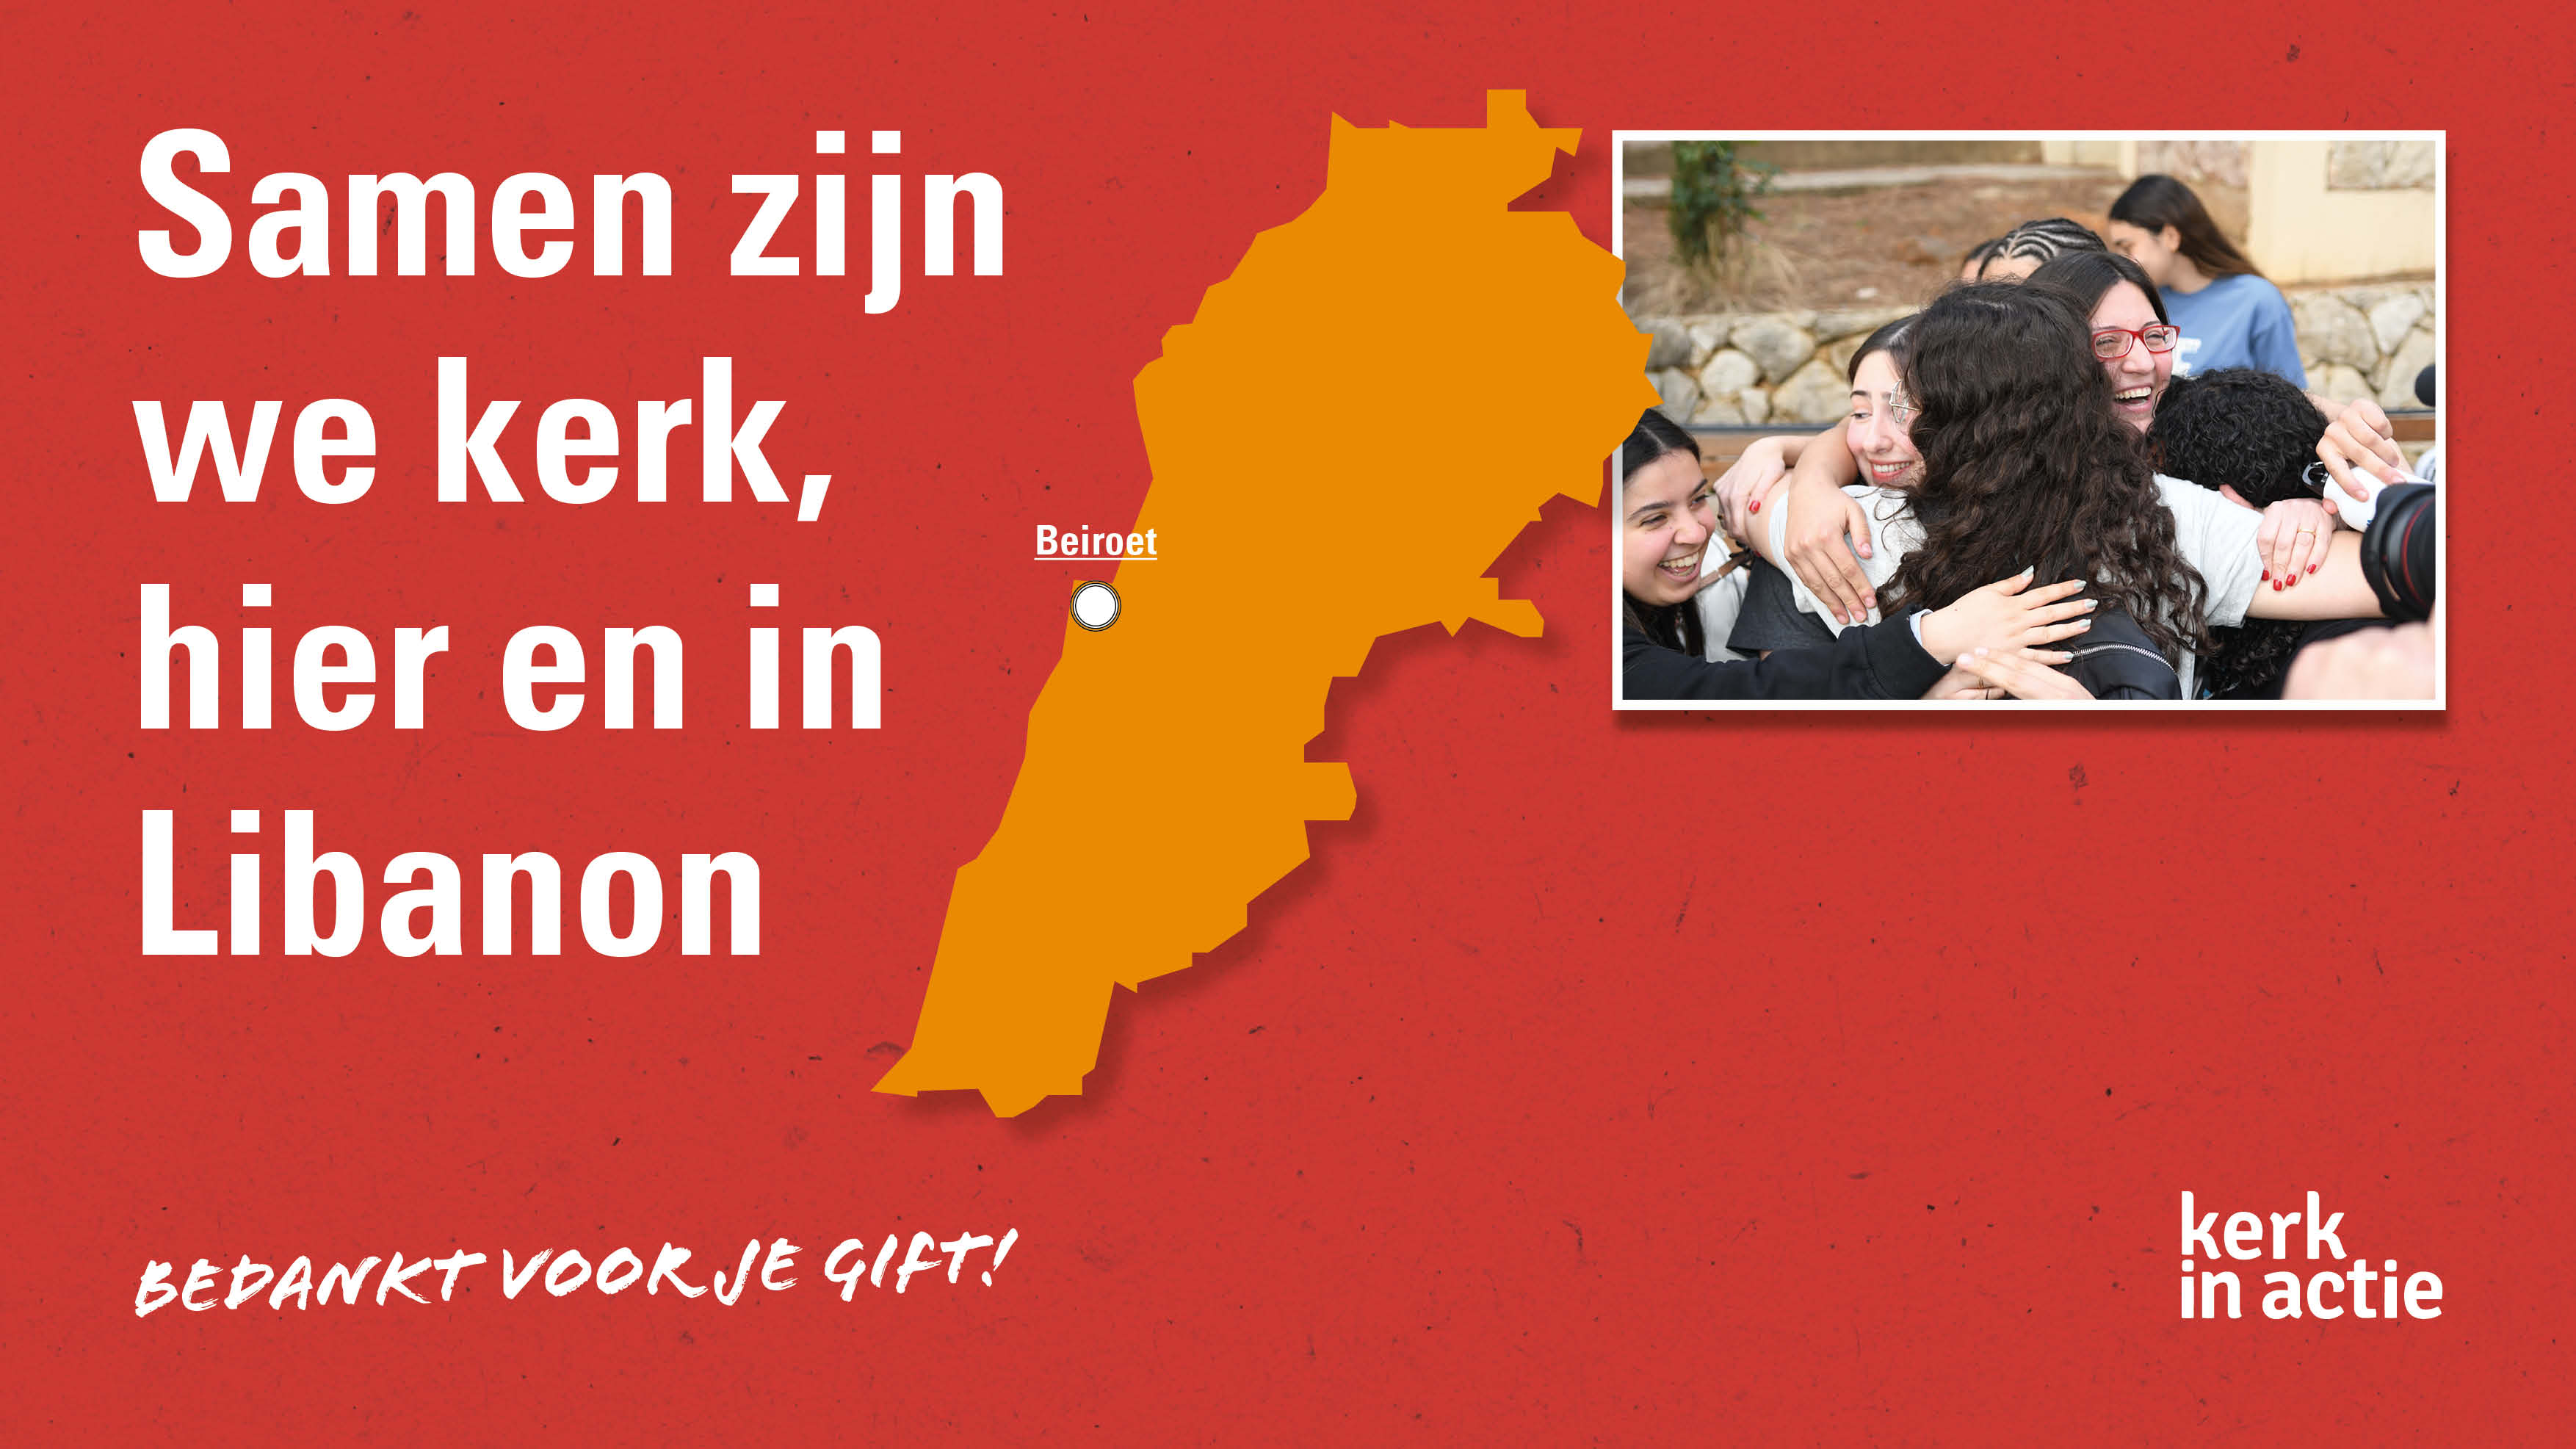 Samen zijn
we kerk,
hier en in
Libanon
Beiroet
BEDANKT VOOR JE GIFT!
kerk
in actie